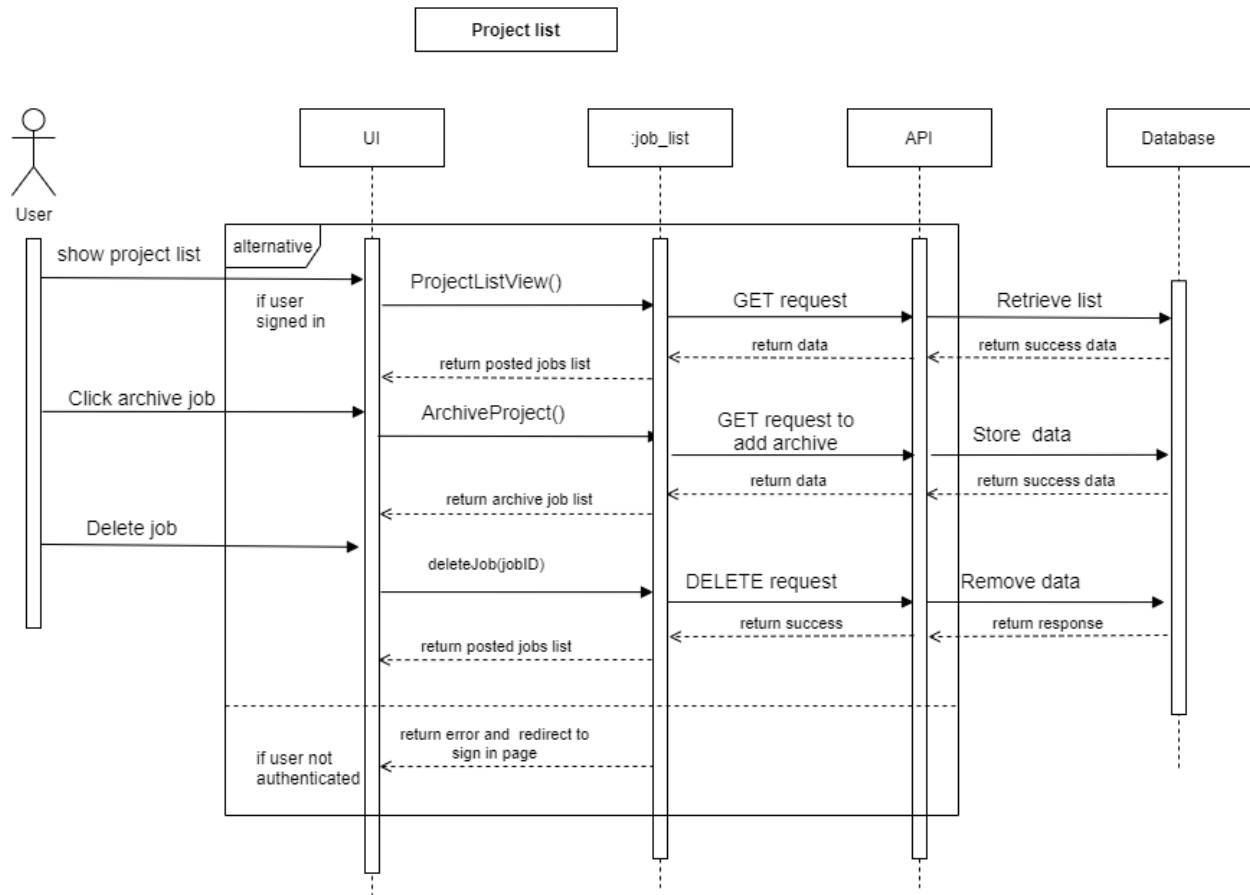 Project list
UI
:job_list
API
Database
User
alternative
show project list
ProjectListView()
if user
signed in
GET request
Retrieve list
return data
return success data
return posted jobs list
Click archive job
ArchiveProject()
GET request to
add archive
Store data
return data
return success data
return archive job list
Delete job
deleteJob(jobID)
DELETE request
Remove data
return success
return response
return posted jobs list
return error and redirect to
sign in page
if user not
authenticated